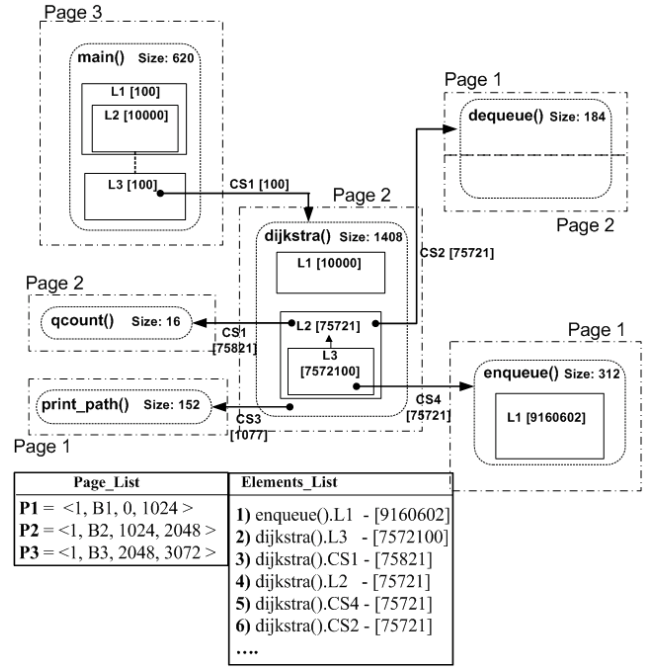 Page 3
main() Size: 620
L1 [100]
L2 [10000]
L3 [100]
CS1 [100]
Page 1
dequeue() Size: 184
Page 2
Page 2
dijkstra() Size: 1408
L1 [10000]
CS2 [75721]
L2 [75721]
L3
[7572100]
Page 2
qcount() Size: 16
CS1
[75821]
print_path() Size: 152
Page 1
CS3
[1077]
CS4
[75721]
Page 1
enqueue() Size: 312
L1 [9160602]
Page_List
P1 = <1, B1, 0, 1024 >
P2 = <1, B2, 1024, 2048 >
P3 = <1, B3, 2048, 3072 >
Elements_List
1) enqueue().L1 - [9160602]
2) dijkstra().L3 - [7572100]
3) dijkstra().CS1 - [75821]
4) dijkstra().L2 - [75721]
5) dijkstra().CS4 - [75721]
6) dijkstra().CS2 - [75721]
....